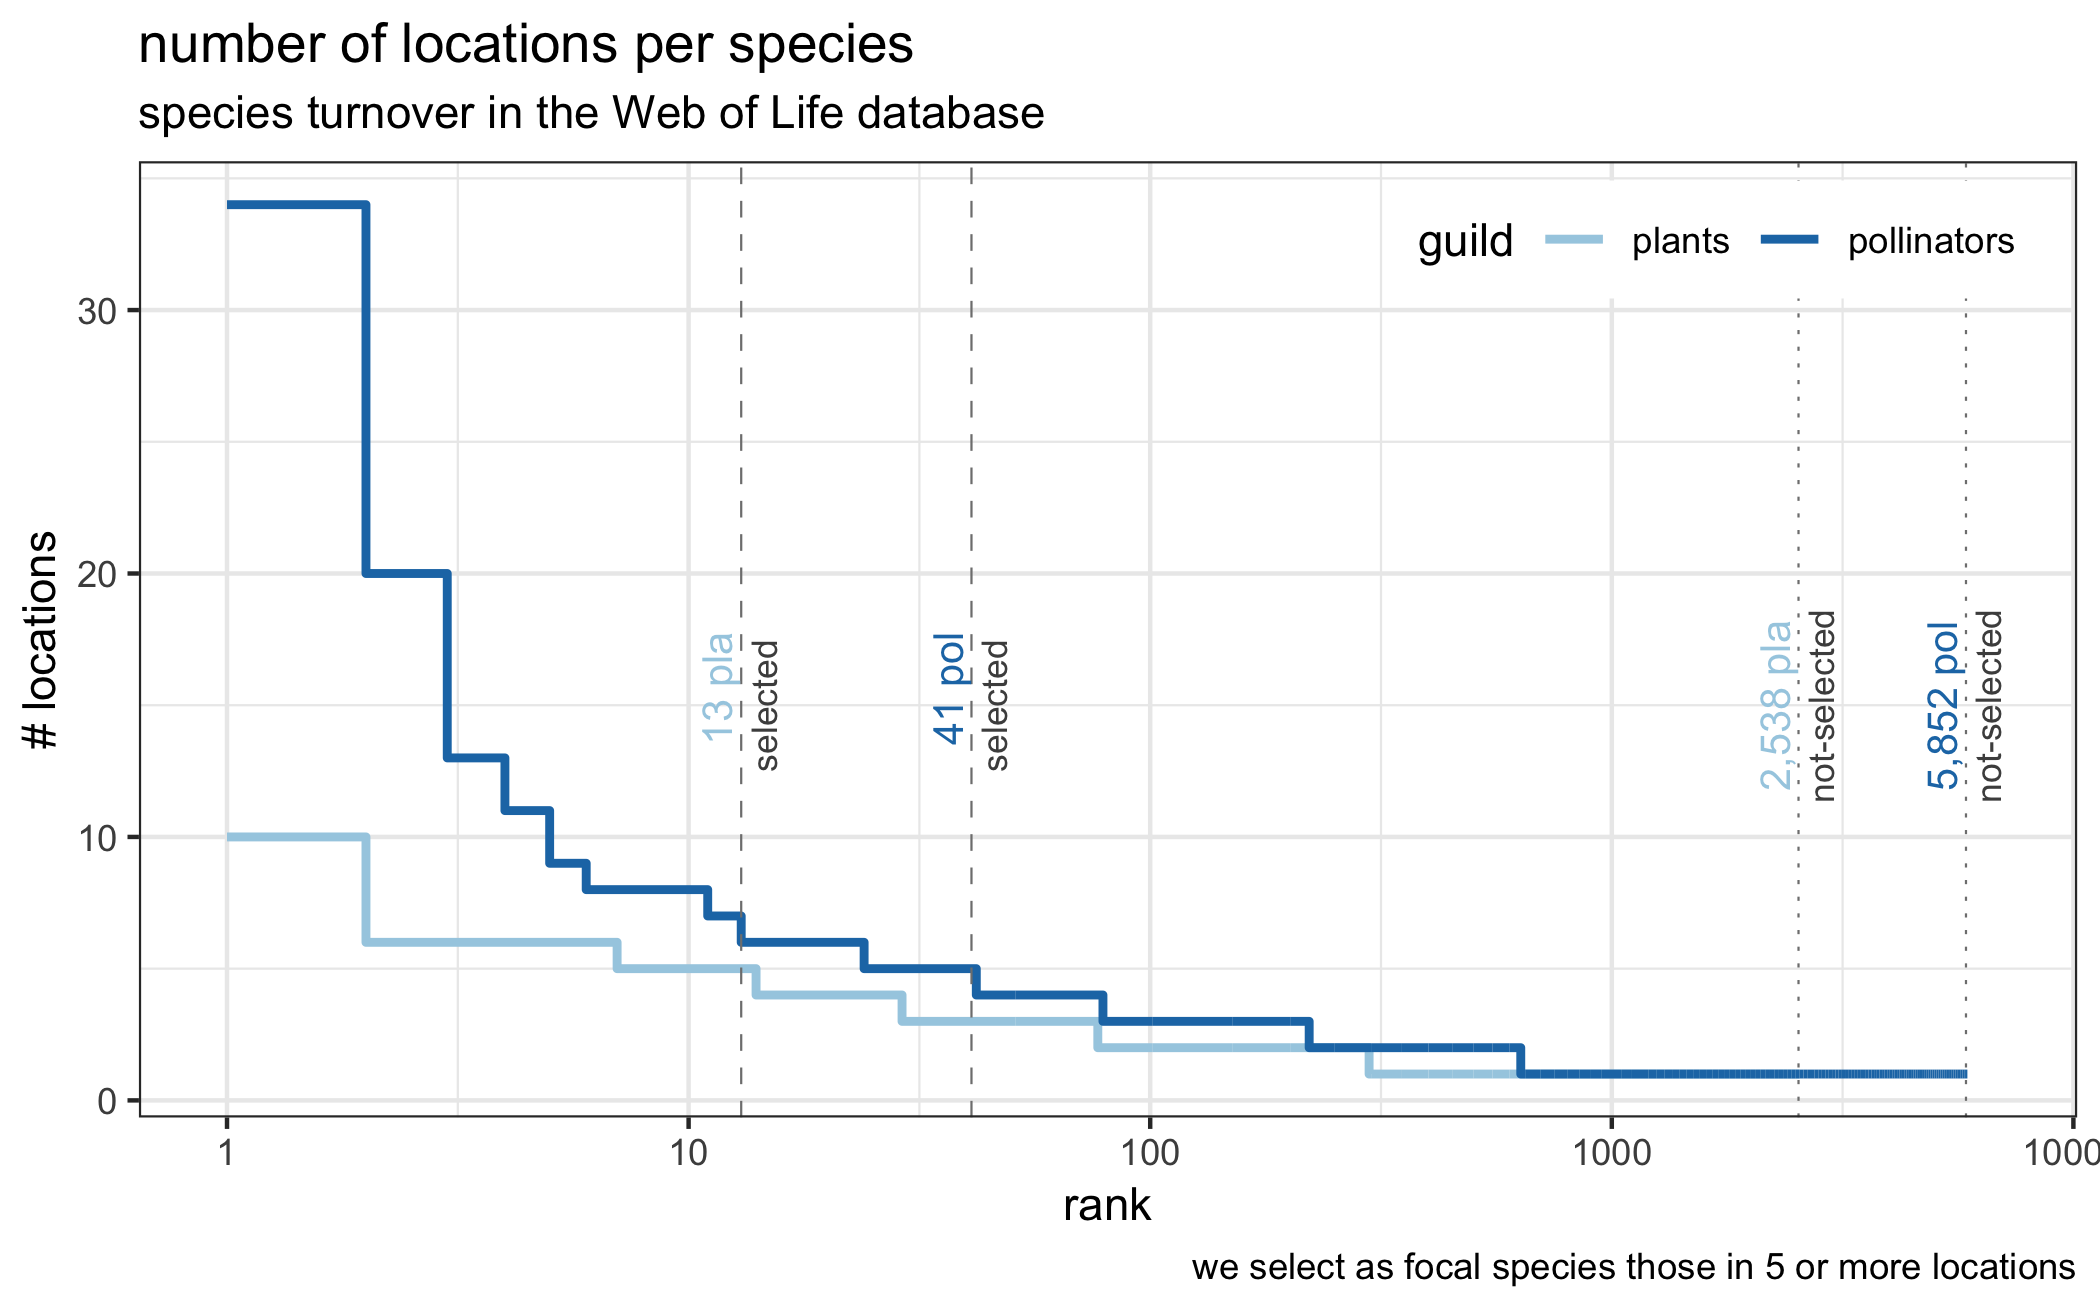 number of locations per species
species turnover in the Web of Life database
guild plants pollinators
# locations
30
20
10
0
13 pla
selected
41 pol
selected
2,538 pla
not-selected
5,852 pol
not-selected
1 10 100 1000 1000
rank
we select as focal species those in 5 or more locations